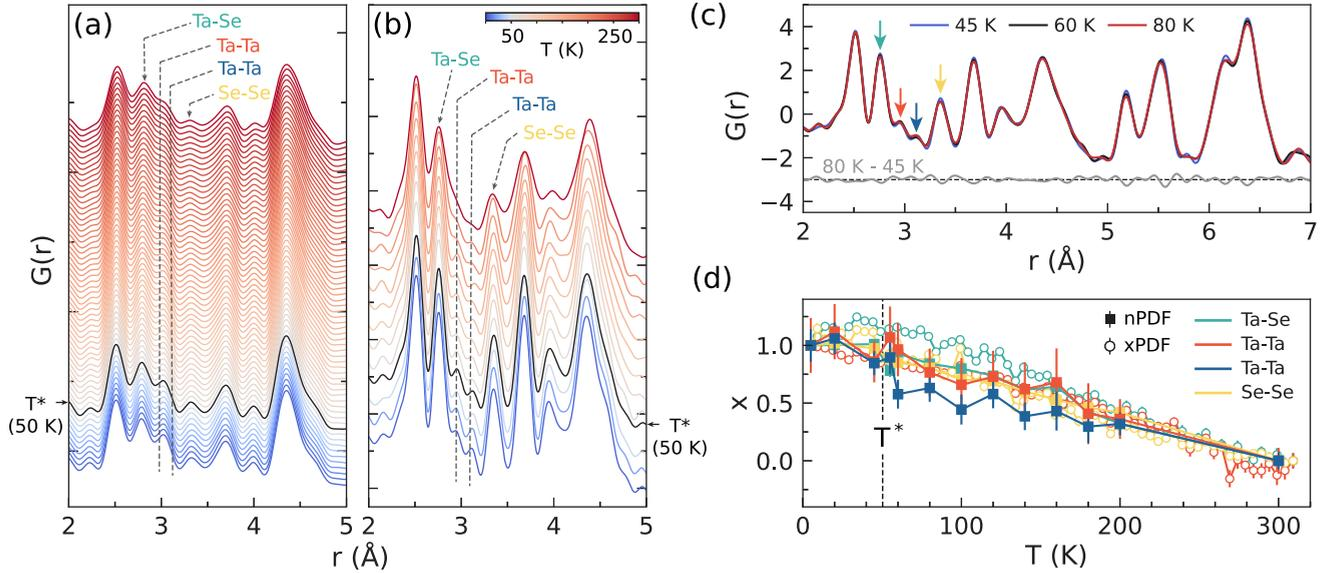 (a)
Ta-Se
Ta-Ta
Ta-Ta
Se-Se
G(r)
T*
(50 K)
2 3 4 5
(b)
50 T (K) 250
Ta-Se
Ta-Ta
Ta-Ta
Se-Se
T*
(50 K)
2 3 4 5
r (Å)
(c)
45 K 60 K 80 K
G(r)
4
2
0
−2
−4
80 K - 45 K
2 3 4 5 6 7
r (Å)
(d)
x
1.0
0.5
0.0
nPDF
xPDF
Ta-Se
Ta-Ta
Ta-Ta
Se-Se
T*
0 100 200 300
T (K)